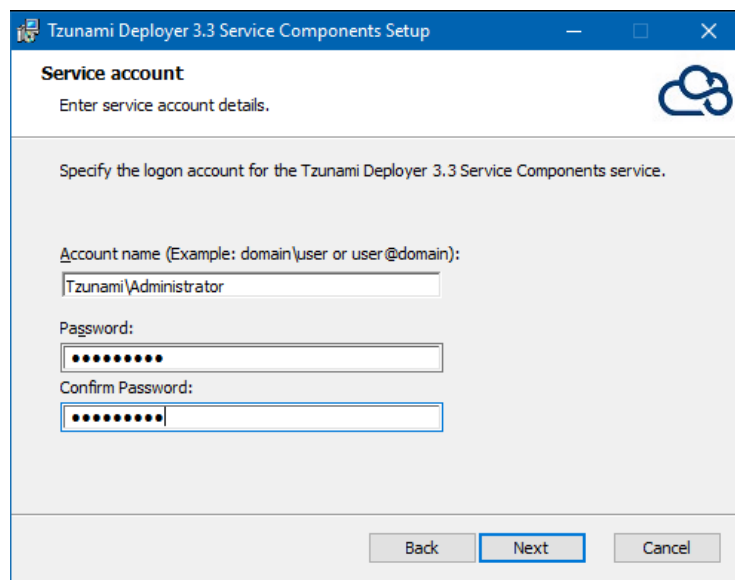 Tzunami Deployer 3.3 Service Components Setup
Service account
Enter service account details.
Specify the logon account for the Tzunami Deployer 3.3 Service Components service.
Account name (Example: domain\user or user@domain):
Tzunami\Administrator
Password:
●●●●●●●●●
Confirm Password:
●●●●●●●●●
Back Next Cancel